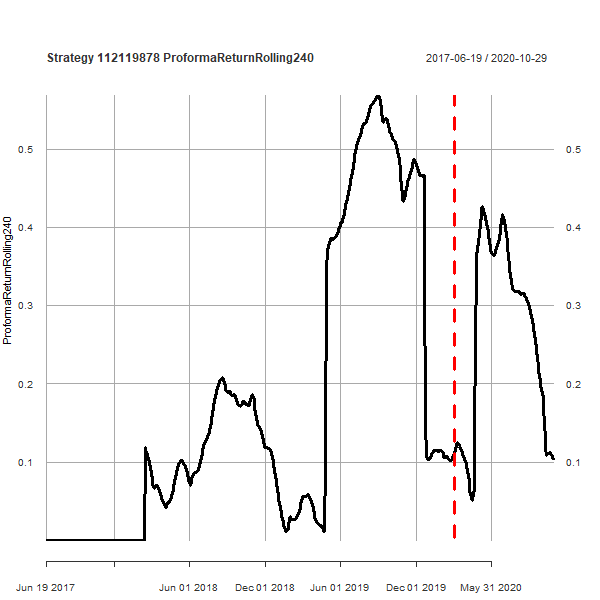 Strategy 112119878 ProformaReturnRolling240
2017-06-19 / 2020-10-29
ProformaReturnRolling240
0.5 0.5
0.4 0.4
0.3 0.3
0.2 0.2
0.1 0.1
Jun 19 2017 Jun 01 2018 Dec 01 2018 Jun 01 2019 Dec 01 2019 May 31 2020